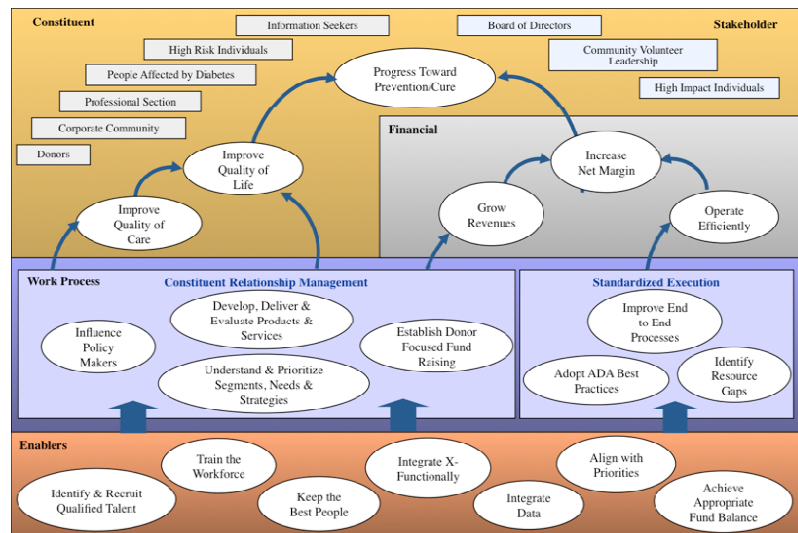 Constituent
Information Seekers
Board of Directors
Stakeholder
High Risk Individuals
Community Volunteer
Leadership
People Affected by Diabetes
Progress Toward
Prevention/Cure
High Impact Individuals
Professional Section
Corporate Community
Donors
Financial
Improve
Quality of
Life
Increase
Net Margin
Improve
Quality of
Care
Grow
Revenues
Operate
Efficiently
Work Process
Constituent Relationship Management
Standardized Execution
Develop, Deliver &
Evaluate Products &
Services
Influence
Policy
Makers
Establish Donor
Focused Fund
Raising
Understand & Prioritize
Segments, Needs &
Strategies
Improve End
to End
Processes
Adopt ADA Best
Practices
Identify
Resource
Gaps
Enablers
Identify & Recruit
Qualified Talent
Train the
Workforce
Keep the
Best People
Integrate X-
Functionally
Integrate
Data
Align with
Priorities
Achieve
Appropriate
Fund Balance